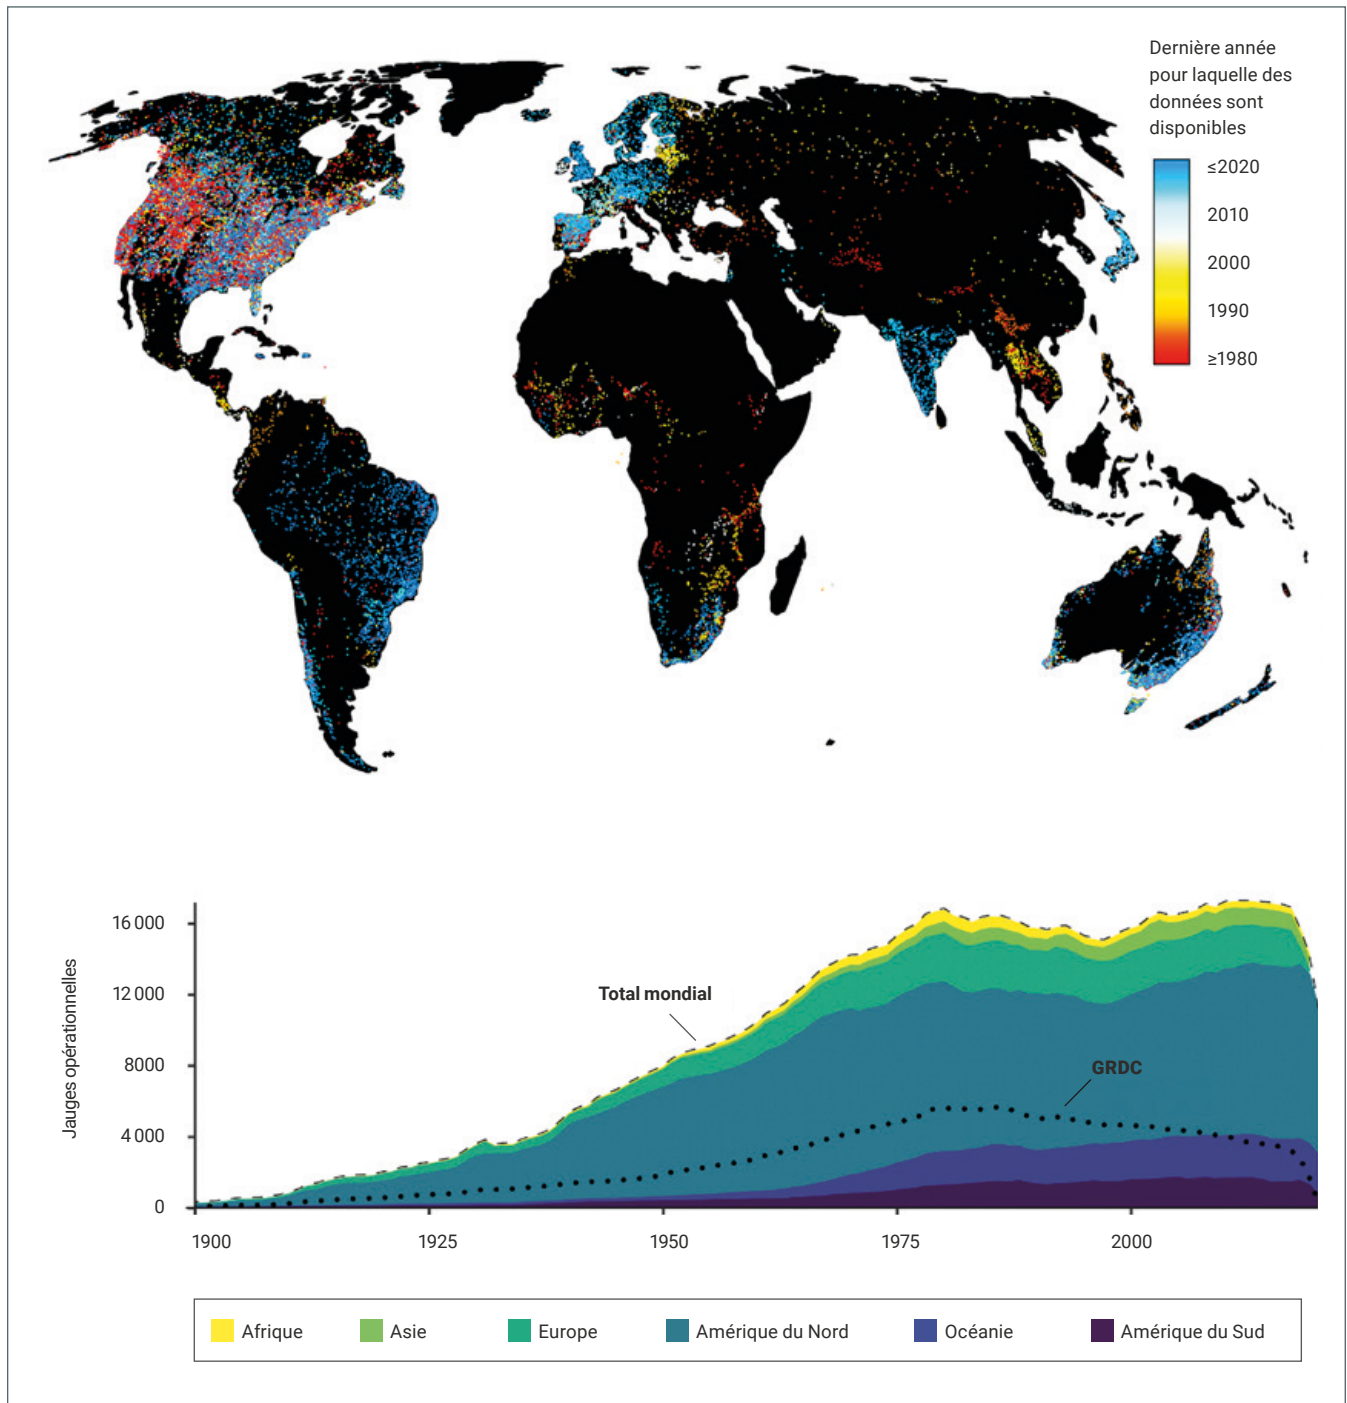 Dernière année
pour laquelle des
données sont
disponibles
≤2020
2010
2000
1990
≥1980
Jauges opérationnelles
16 000
12 000
8000
4 000
0
Total mondial
GRDC
1900
1925
1950
1975
2000
Afrique
Asie
Europe
Amérique du Nord
Océanie
Amérique du Sud